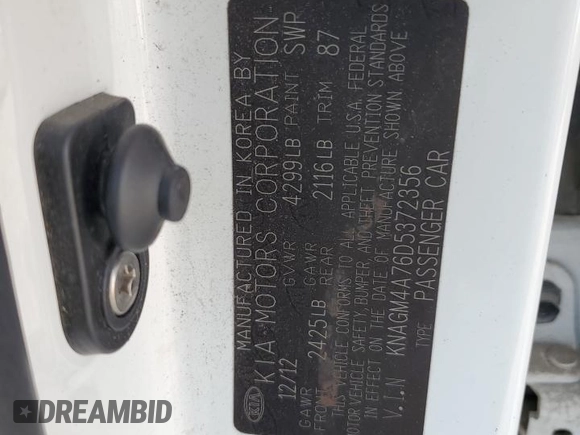 MANUFACTURED IN KOREA BY
KIA MOTORS CORPORATION
12/12 GVWR 4299LB PAINT SWP
GAWR FRONT 2425LB GAWR REAR 2116LB TRIM 87
THIS VEHICLE CONFORMS TO ALL APPLICABLE U.S.A. FEDERAL
MOTOR VEHICLE SAFETY, BUMPER, AND THEFT PREVENTION STANDARDS
IN EFFECT ON THE DATE OF MANUFACTURE SHOWN ABOVE
V.I.N KNAGM4A76D5372356
TYPE PASSENGER CAR
KIA
DREAMBID